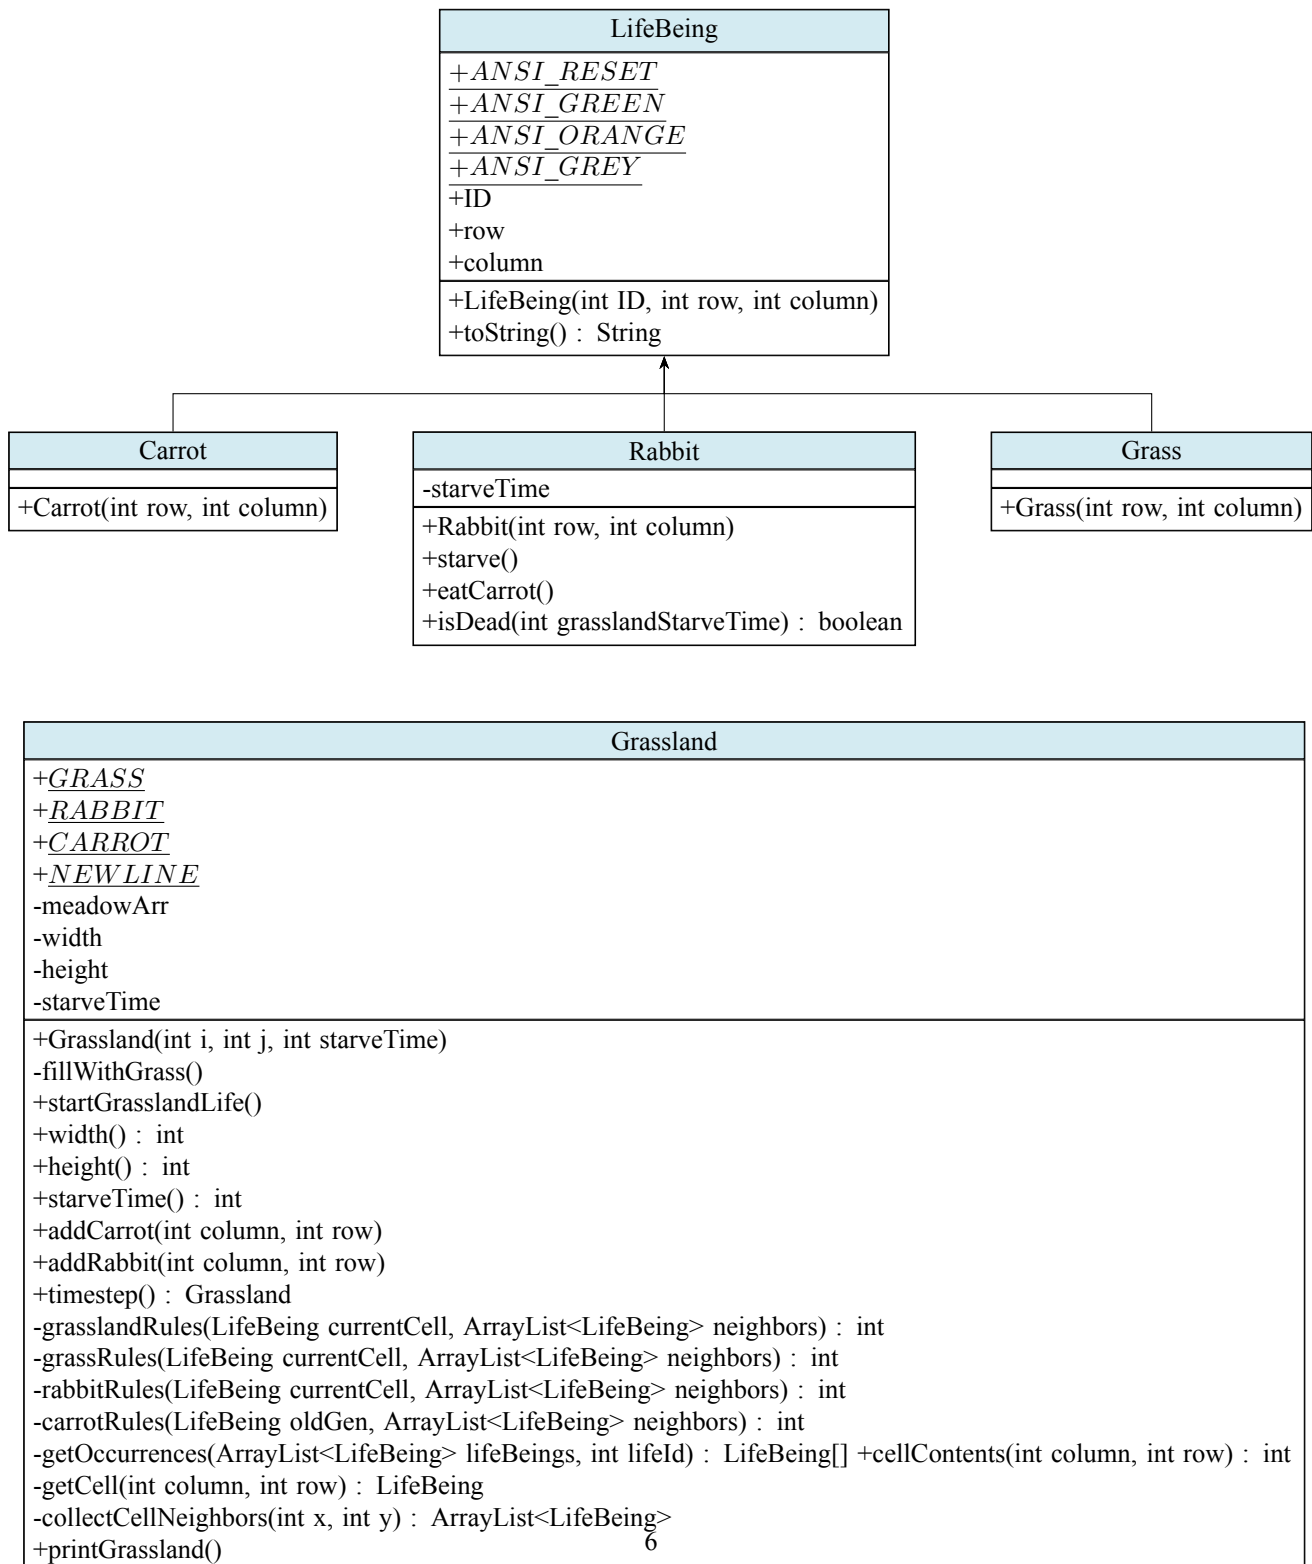 LifeBeing
+ANSI_RESET
+ANSI_GREEN
+ANSI_ORANGE
+ANSI_GREY
+ID
+row
+column
+LifeBeing(int ID, int row, int column)
+toString() : String
Carrot
+Carrot(int row, int column)
Rabbit
-starveTime
+Rabbit(int row, int column)
+starve()
+eatCarrot()
+isDead(int grasslandStarveTime) : boolean
Grass
+Grass(int row, int column)
Grassland
+GRASS
+RABBIT
+CARROT
+NEWLINE
-meadowArr
-width
-height
-starveTime
+Grassland(int i, int j, int starveTime)
-fillWithGrass()
+startGrasslandLife()
+width() : int
+height() : int
+starveTime() : int
+addCarrot(int column, int row)
+addRabbit(int column, int row)
+timestep() : Grassland
-grasslandRules(LifeBeing currentCell, ArrayList<LifeBeing> neighbors) : int
-grassRules(LifeBeing currentCell, ArrayList<LifeBeing> neighbors) : int
-rabbitRules(LifeBeing currentCell, ArrayList<LifeBeing> neighbors) : int
-carrotRules(LifeBeing oldGen, ArrayList<LifeBeing> neighbors) : int
-getOccurrences(ArrayList<LifeBeing> lifeBeings, int lifeId) : LifeBeing[] +cellContents(int column, int row) : int
-getCell(int column, int row) : LifeBeing
-collectCellNeighbors(int x, int y) : ArrayList<LifeBeing>
+printGrassland()
6